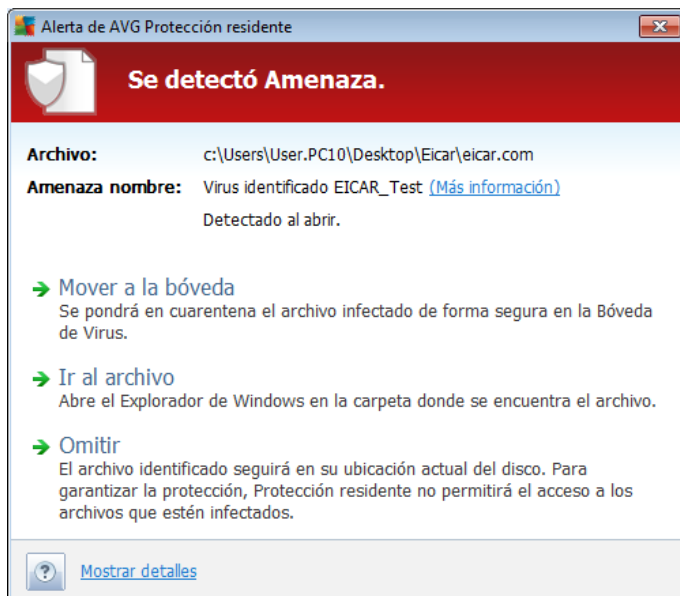 Alerta de AVG Protección residente
Se detectó Amenaza.
Archivo: c:\Users\User.PC10\Desktop\Eicar\eicar.com
Amenaza nombre: Virus identificado EICAR_Test (Más información)
Detectado al abrir.
Mover a la bóveda
Se pondrá en cuarentena el archivo infectado de forma segura en la Bóveda
de Virus.
Ir al archivo
Abre el Explorador de Windows en la carpeta donde se encuentra el archivo.
Omitir
El archivo identificado seguirá en su ubicación actual del disco. Para
garantizar la protección, Protección residente no permitirá el acceso a los
archivos que estén infectados.
? Mostrar detalles